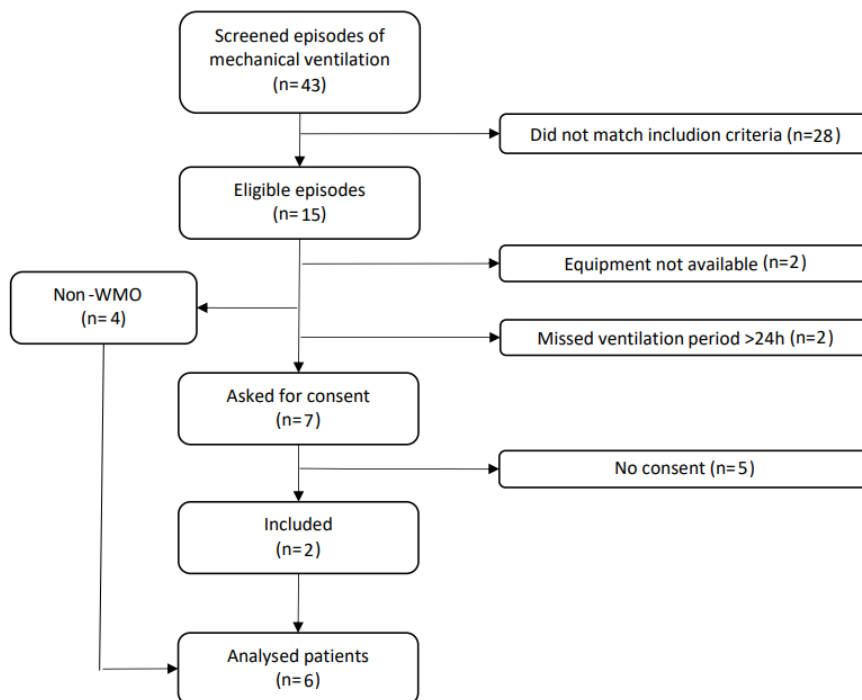 Screened episodes of
mechanical ventilation
(n=43)
Did not match includion criteria (n=28)
Eligible episodes
(n=15)
Equipment not available (n=2)
Non-WMO
(n=4)
Missed ventilation period >24h (n=2)
Asked for consent
(n=7)
No consent (n=5)
Included
(n=2)
Analysed patients
(n=6)